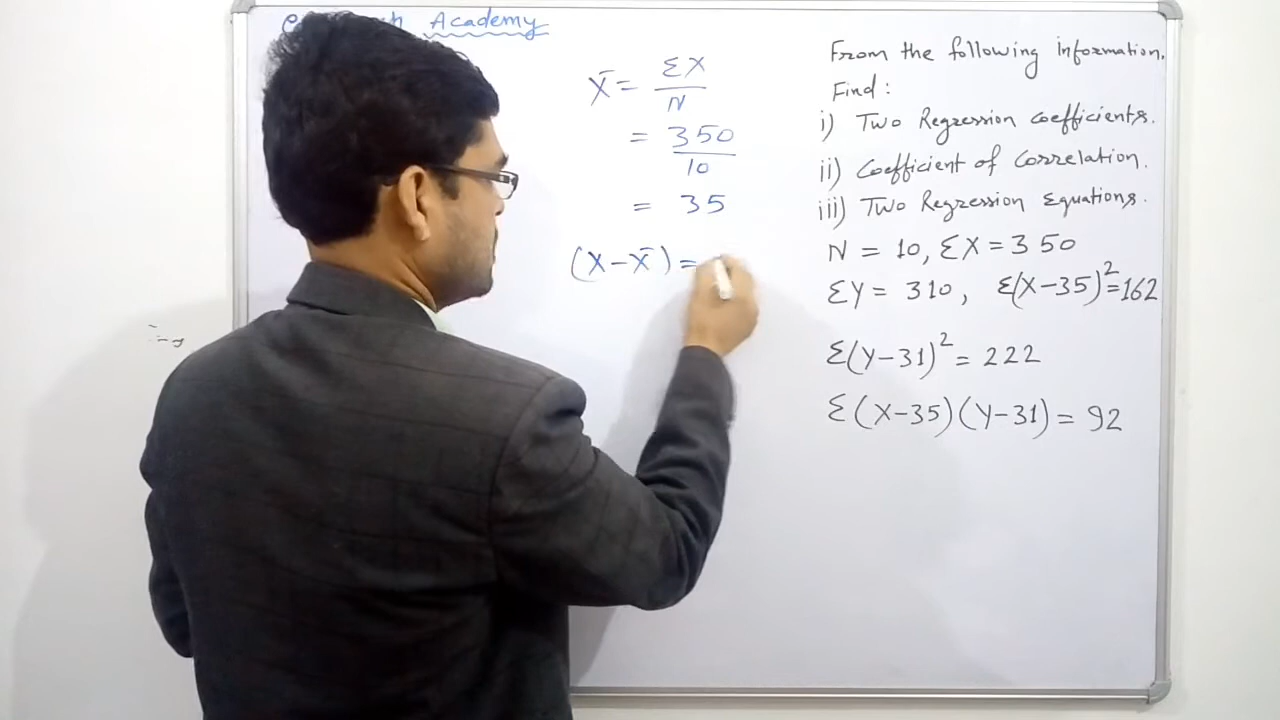 Academy
X̄ = ΣX / N
= 350 / 10
= 35
(X-X̄) =
From the following information.
Find :
i) Two Regression coefficients.
ii) Coefficient of Correlation.
iii) Two Regression Equations.
N = 10, ΣX = 350
ΣY = 310, Σ(X-35)²=162
Σ(Y-31)² = 222
Σ(X-35)(Y-31) = 92